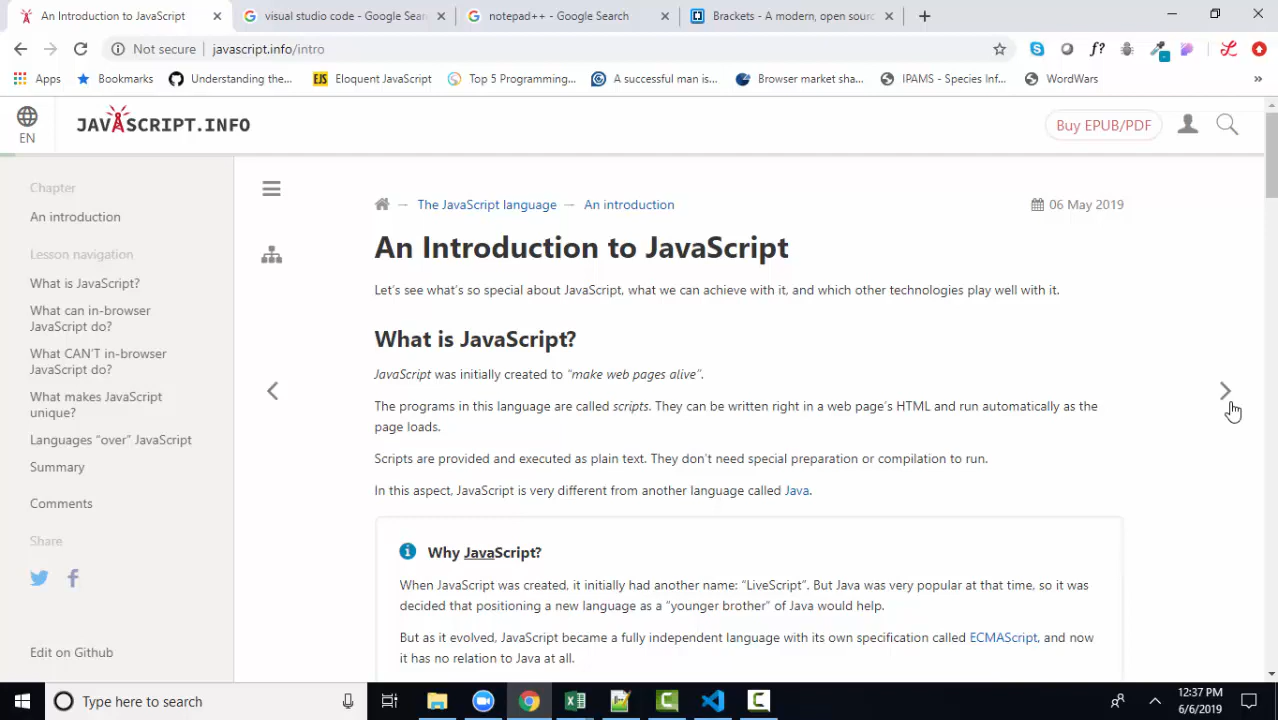 An Introduction to JavaScript
visual studio code - Google Sear
notepad++ - Google Search
Brackets - A modern, open sour
Not secure | javascript.info/intro
Apps
Bookmarks
Understanding the...
EJS Eloquent JavaScript
Top 5 Programming...
A successful man is...
Browser market sha...
IPAMS - Species Inf...
WordWars
EN
JAVASCRIPT.INFO
Buy EPUB/PDF
Chapter
An introduction
Lesson navigation
What is JavaScript?
What can in-browser
JavaScript do?
What CAN'T in-browser
JavaScript do?
What makes JavaScript
unique?
Languages “over” JavaScript
Summary
Comments
Share
Edit on Github
The JavaScript language → An introduction
06 May 2019
An Introduction to JavaScript
Let's see what's so special about JavaScript, what we can achieve with it, and which other technologies play well with it.
What is JavaScript?
JavaScript was initially created to “make web pages alive”.
The programs in this language are called scripts. They can be written right in a web page's HTML and run automatically as the
page loads.
Scripts are provided and executed as plain text. They don't need special preparation or compilation to run.
In this aspect, JavaScript is very different from another language called Java.
Why JavaScript?
When JavaScript was created, it initially had another name: “LiveScript”. But Java was very popular at that time, so it was
decided that positioning a new language as a “younger brother” of Java would help.
But as it evolved, JavaScript became a fully independent language with its own specification called ECMAScript, and now
it has no relation to Java at all.
Type here to search
12:37 PM
6/6/2019